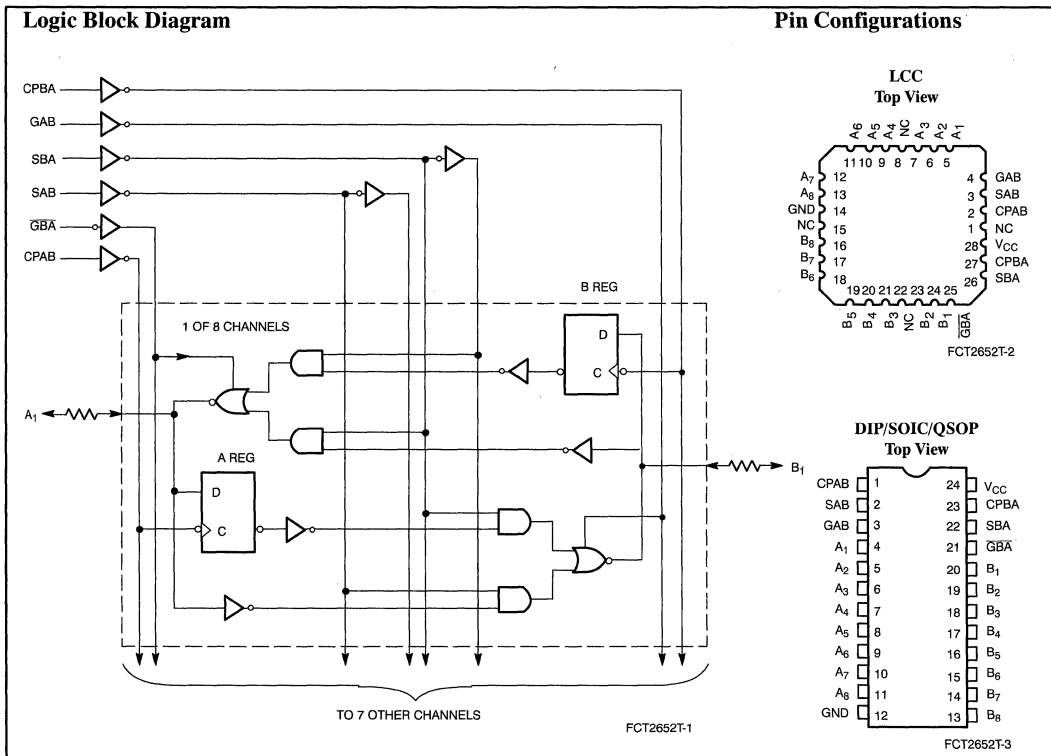 Logic Block Diagram
CPBA
GAB
SBA
SAB
GBA
CPAB
1 OF 8 CHANNELS
B REG
D
C
A1
A REG
D
C
B1
TO 7 OTHER CHANNELS
FCT2652T-1
Pin Configurations
LCC
Top View
A6 A5 A4 NC A3 A2 A1
11 10 9 8 7 6 5
A7 12
A8 13
GND 14
NC 15
B8 16
B7 17
B6 18
4 GAB
3 SAB
2 CPAB
1 NC
28 VCC
27 CPBA
26 SBA
19 20 21 22 23 24 25
B5 B4 B3 NC B2 B1 GBA
FCT2652T-2
DIP/SOIC/QSOP
Top View
CPAB 1 24 VCC
SAB 2 23 CPBA
GAB 3 22 SBA
A1 4 21 GBA
A2 5 20 B1
A3 6 19 B2
A4 7 18 B3
A5 8 17 B4
A6 9 16 B5
A7 10 15 B6
A8 11 14 B7
GND 12 13 B8
FCT2652T-3